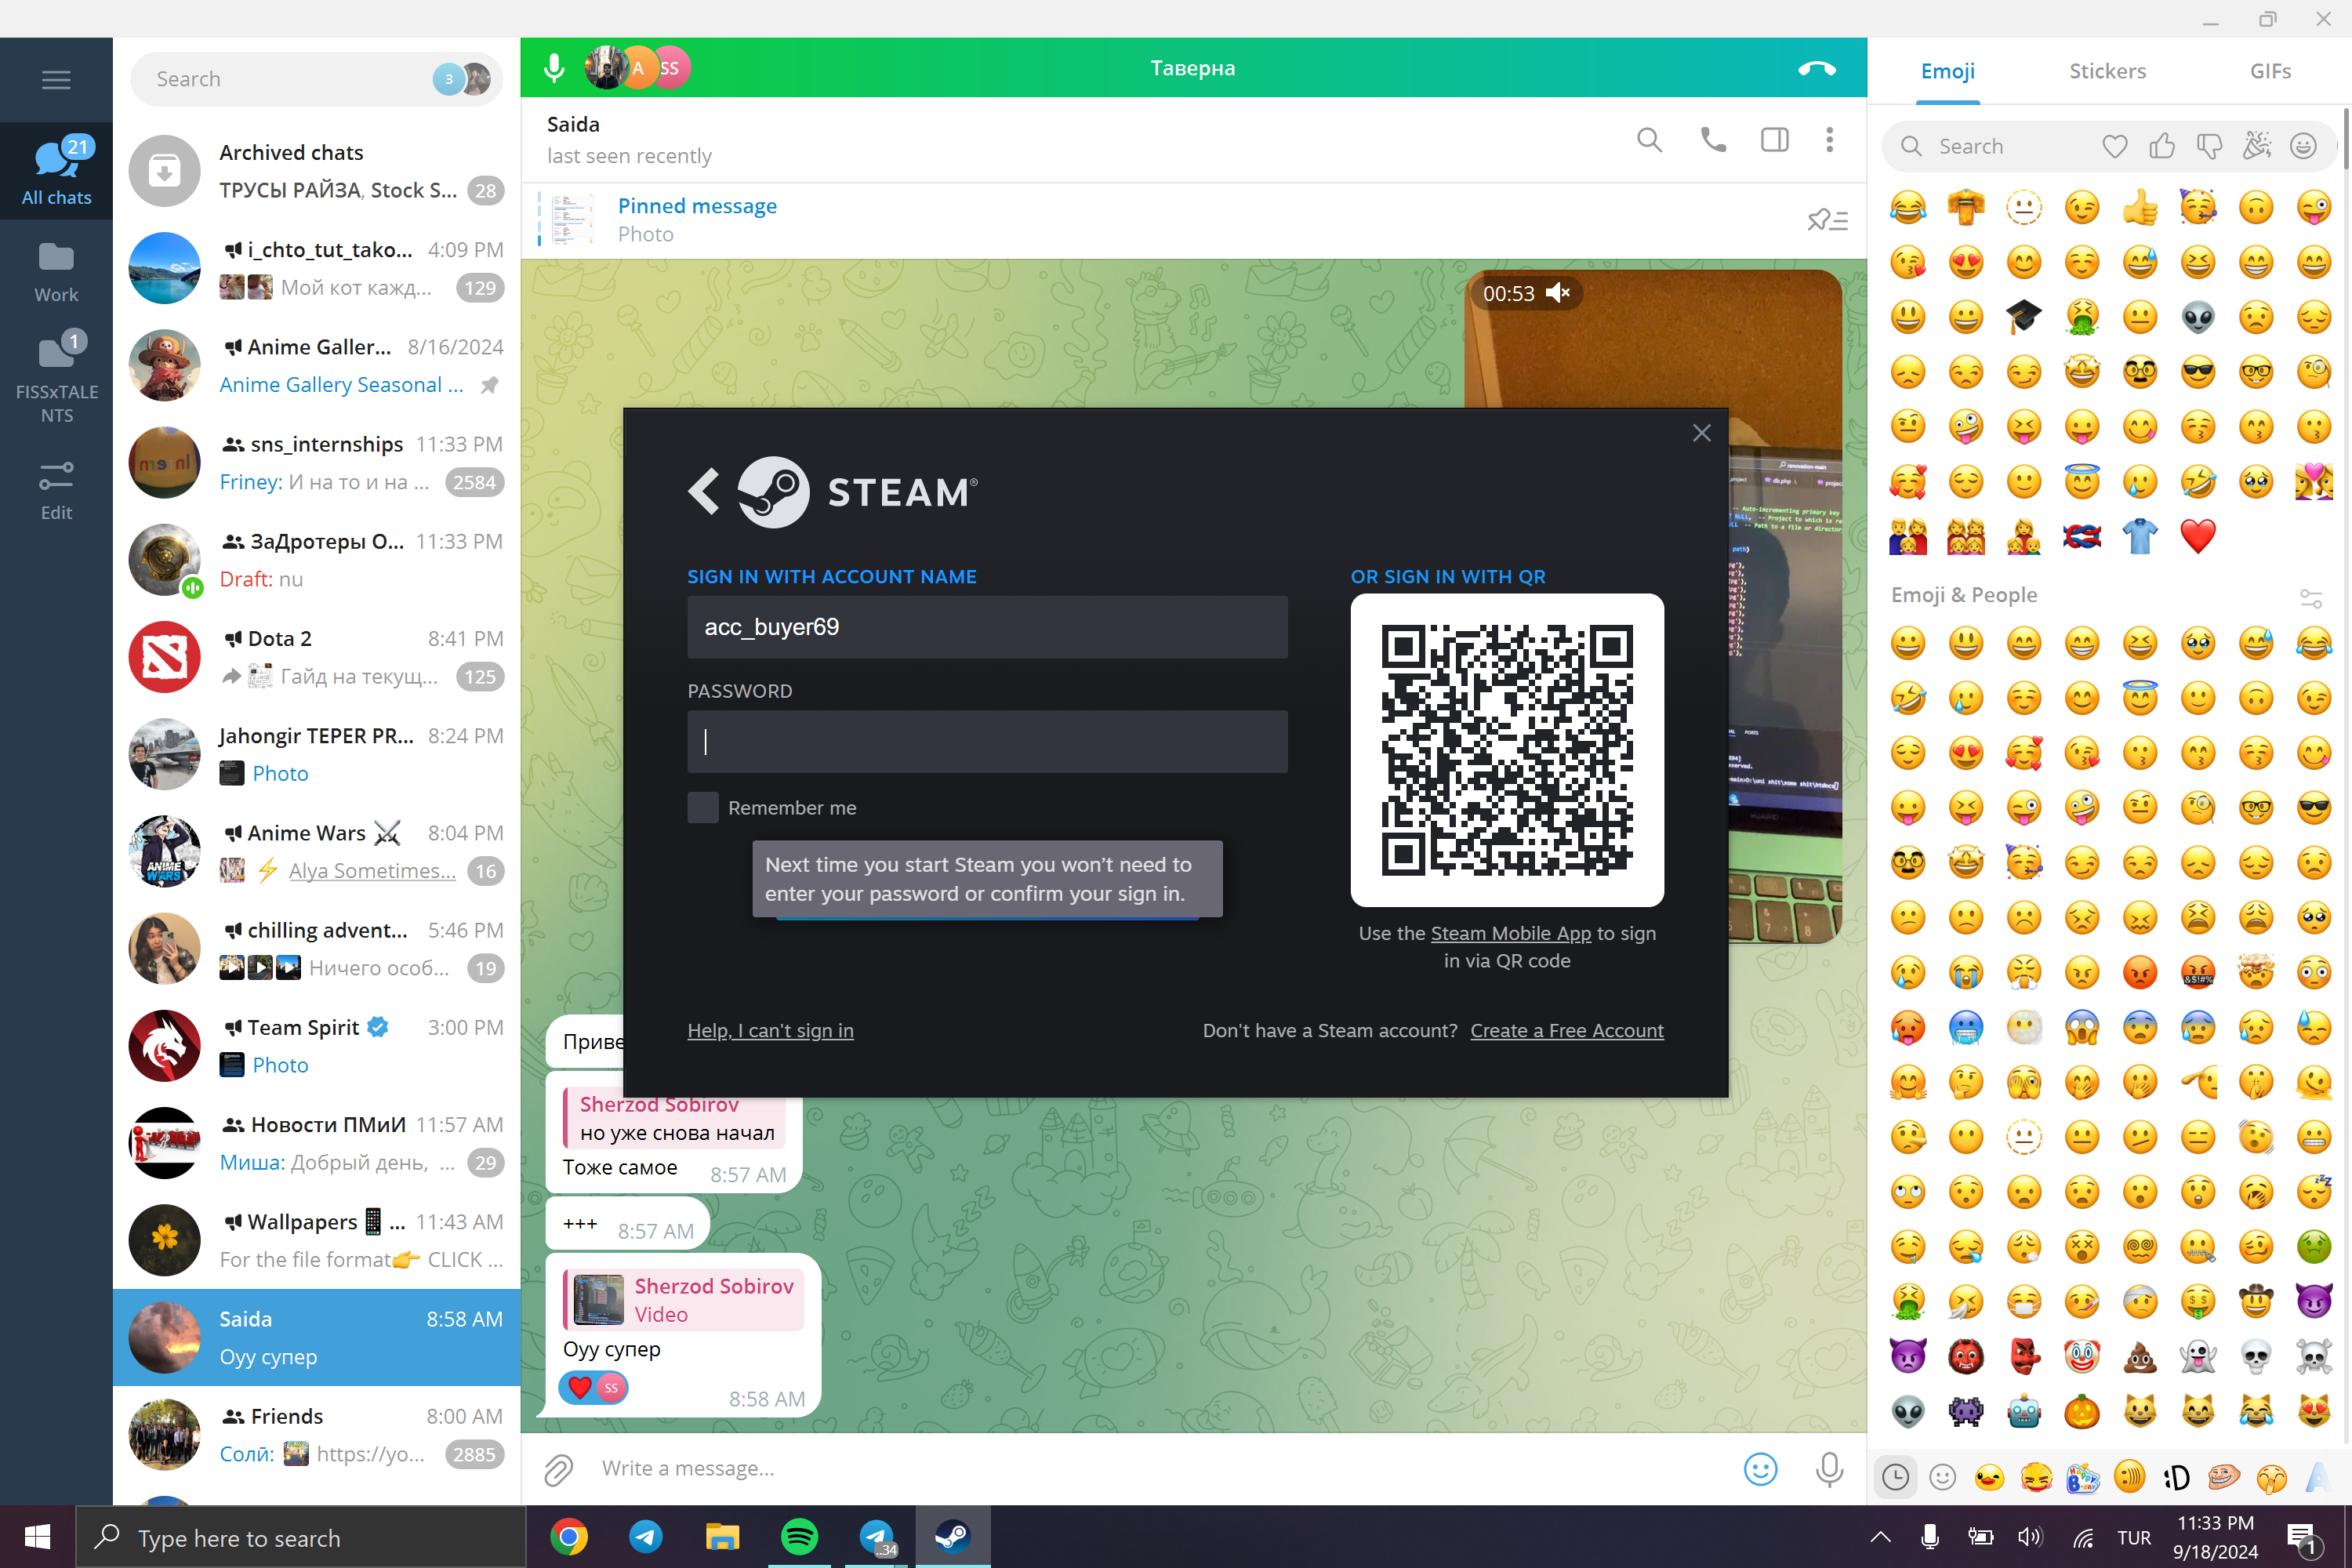 Search
3
21
All chats
Work
1
FISSxTALE
NTS
Edit
Archived chats
ТРУСЫ РАЙЗА, Stock S... 28
i_chto_tut_tako... 4:09 PM
Мой кот кажд... 129
Anime Galler... 8/16/2024
Anime Gallery Seasonal ...
sns_internships 11:33 PM
Friney: И на то и на ... 2584
ЗаДротеры О... 11:33 PM
Draft: nu
Dota 2 8:41 PM
Гайд на текущ... 125
Jahongir TEPER PR... 8:24 PM
Photo
Anime Wars ⚔ 8:04 PM
⚡ Alya Sometimes... 16
chilling advent... 5:46 PM
Ничего особ... 19
Team Spirit 3:00 PM
Photo
Новости ПМиИ 11:57 AM
Миша: Добрый день, ... 29
Wallpapers📱... 11:43 AM
For the file format👉 CLICK ...
Saida 8:58 AM
Оуу супер
Friends 8:00 AM
Солй: https://yo... 2885
A
SS
Таверна
Saida
last seen recently
Pinned message
Photo
00:53
STEAM®
SIGN IN WITH ACCOUNT NAME
acc_buyer69
PASSWORD
Remember me
Next time you start Steam you won't need to
enter your password or confirm your sign in.
Help, I can't sign in
OR SIGN IN WITH QR
Use the Steam Mobile App to sign
in via QR code
Don't have a Steam account? Create a Free Account
Приве
Sherzod Sobirov
но уже снова начал
Тоже самое 8:57 AM
+++ 8:57 AM
Sherzod Sobirov
Video
Оуу супер
SS
8:58 AM
Write a message...
Emoji
Stickers
GIFs
Search
Emoji & People
Type here to search
..34
TUR
11:33 PM
9/18/2024
1